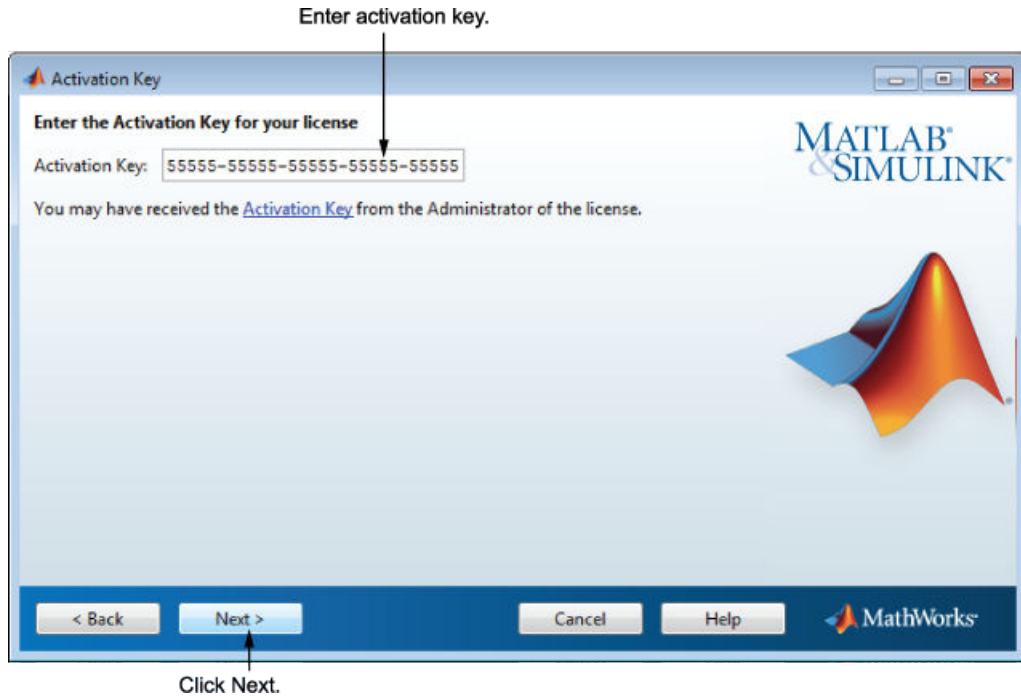 Enter activation key.
Activation Key
Enter the Activation Key for your license
Activation Key: 55555-55555-55555-55555-55555
You may have received the Activation Key from the Administrator of the license.
MATLAB®
&SIMULINK®
< Back
Next >
Cancel
Help
MathWorks®
Click Next.